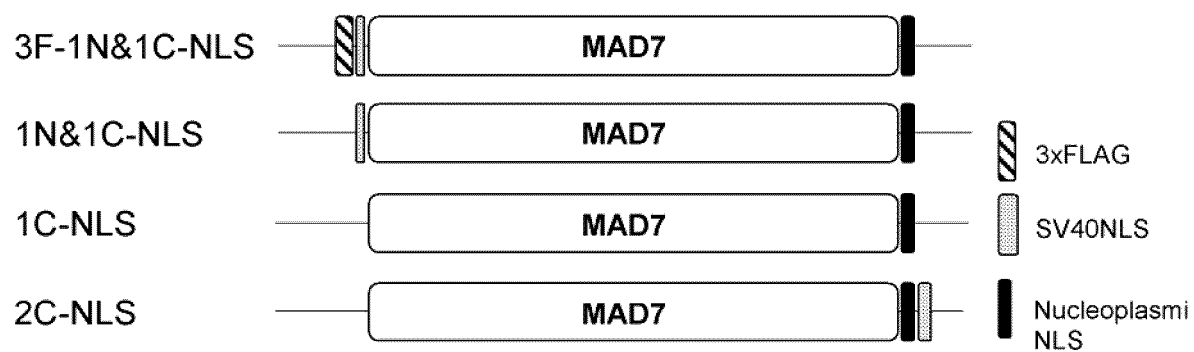 3F-1N&1C-NLS
MAD7
1N&1C-NLS
MAD7
3xFLAG
1C-NLS
MAD7
SV40NLS
2C-NLS
MAD7
Nucleoplasmi
NLS